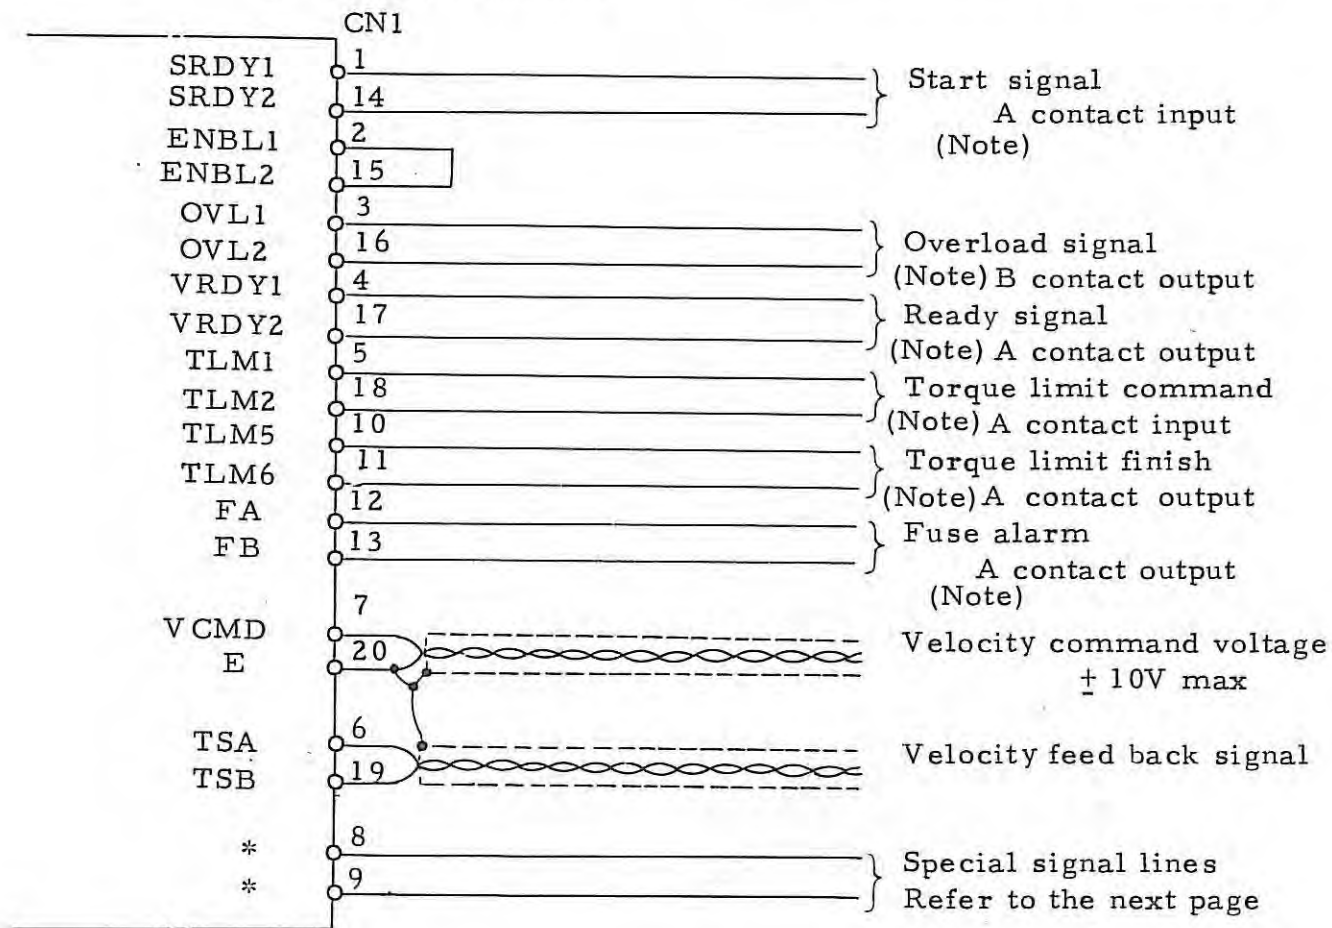 CN1
SRDY1 1 Start signal
SRDY2 14 A contact input
(Note)
ENBL1 2
ENBL2 15
OVL1 3 Overload signal
OVL2 16 (Note) B contact output
VRDY1 4 Ready signal
VRDY2 17 (Note) A contact output
TLM1 5 Torque limit command
TLM2 18 (Note) A contact input
TLM5 10 Torque limit finish
TLM6 11 (Note) A contact output
FA 12 Fuse alarm
FB 13 A contact output
(Note)
VCMD 7 Velocity command voltage
E 20 ± 10V max
TSA 6 Velocity feed back signal
TSB 19
* 8 Special signal lines
* 9 Refer to the next page